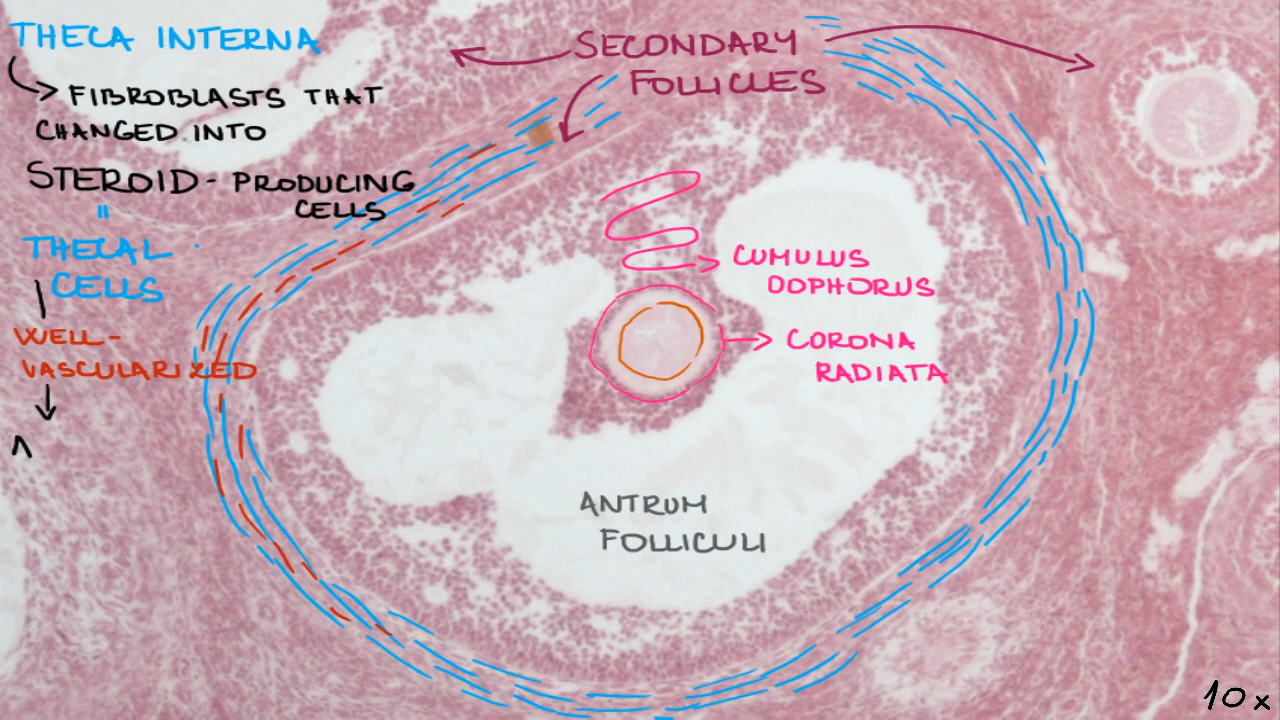 THECA INTERNA
FIBROBLASTS THAT
CHANGED INTO
STEROID - PRODUCING
CELLS
"
THECAL
CELLS
WELL-
VASCULARIZED
SECONDARY
FOLLICLES
CUMULUS
OOPHORUS
CORONA
RADIATA
ANTRUM
FOLLICULI
10 x